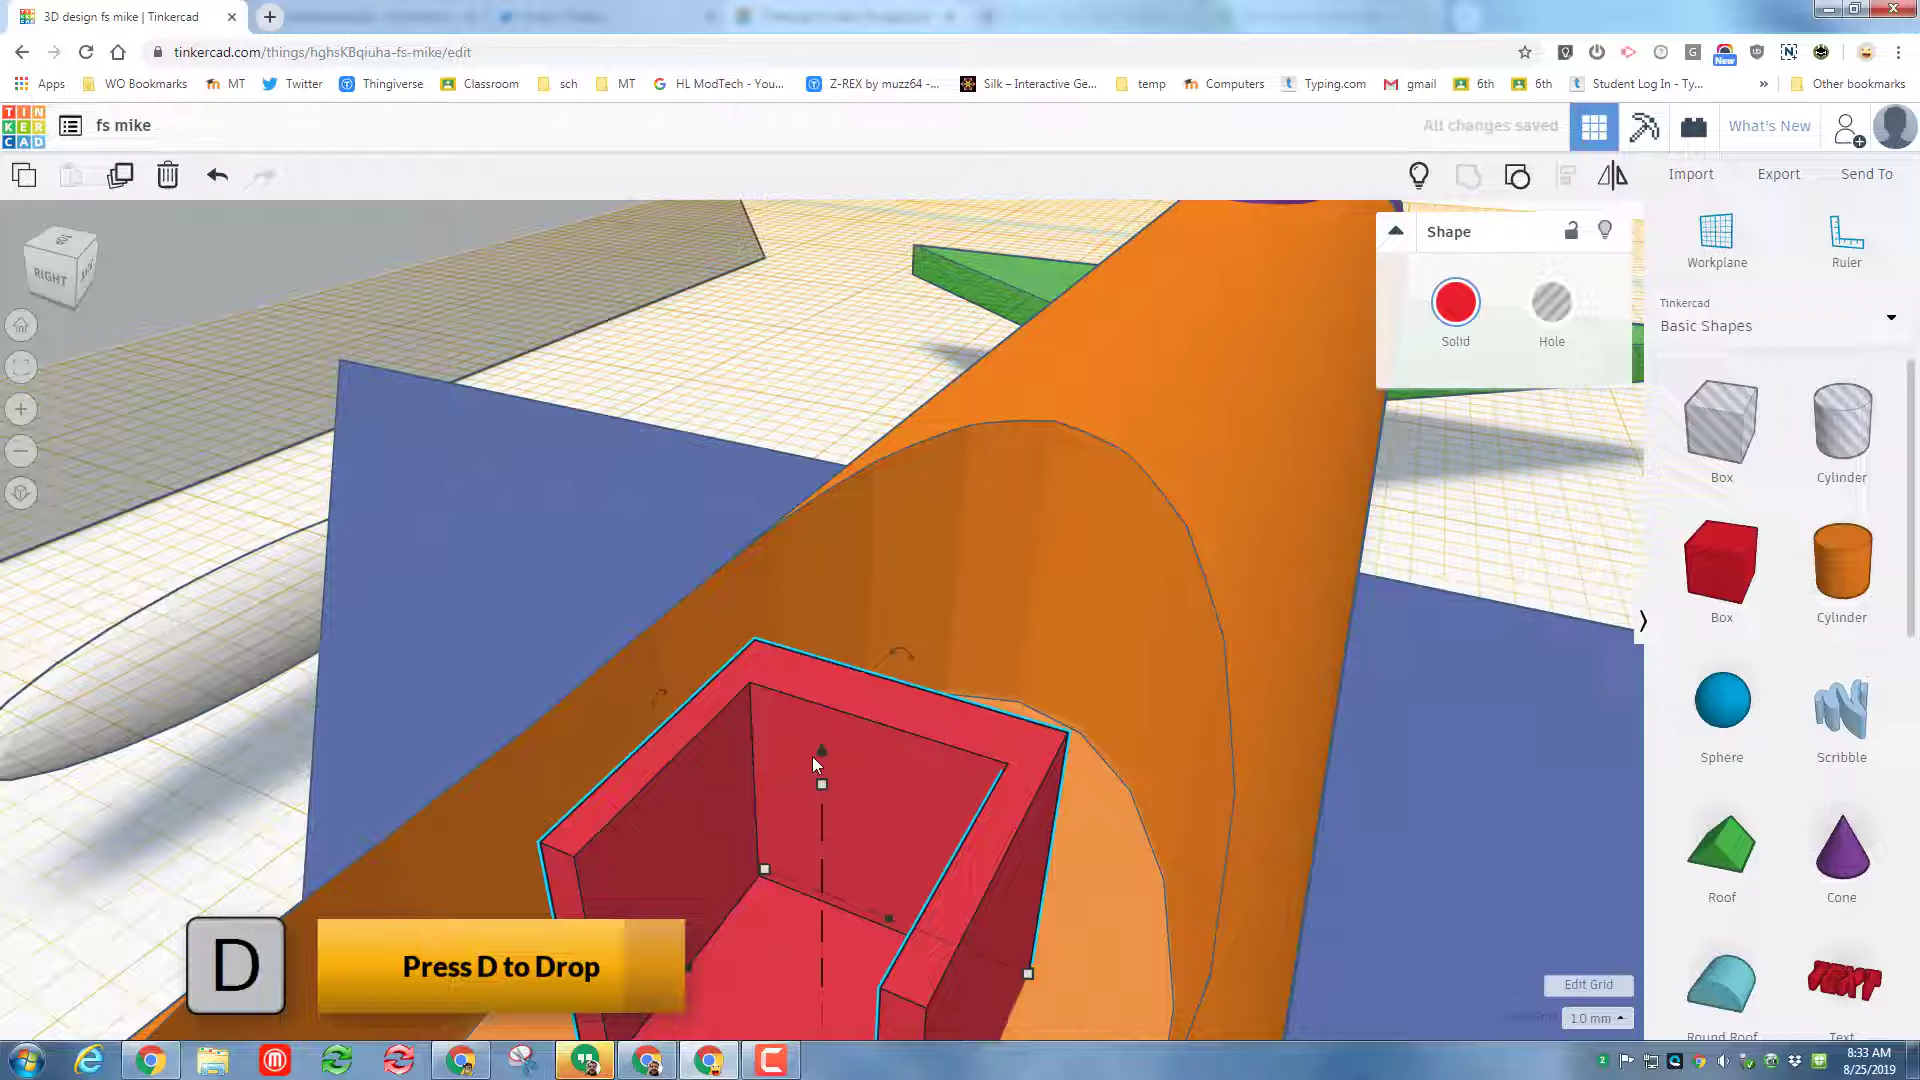 3D design fs mike | Tinkercad
tinkercad.com/things/hghsKBqiuha-fs-mike/edit
New
Apps
WO Bookmarks
MT
Twitter
Thingiverse
Classroom
sch
MT
HL ModTech - You...
Z-REX by muzz64 -...
Silk – Interactive Ge...
temp
Computers
Typing.com
gmail
6th
6th
Student Log In - Ty...
»
Other bookmarks
TIN
KER
CAD
fs mike
All changes saved
What's New
Import
Export
Send To
RIGHT
Shape
Solid
Hole
Workplane
Ruler
Tinkercad
Basic Shapes
Box
Cylinder
Box
Cylinder
Sphere
Scribble
Roof
Cone
Round Roof
Text
D
Press D to Drop
Edit Grid
1.0 mm
8:33 AM
8/25/2019